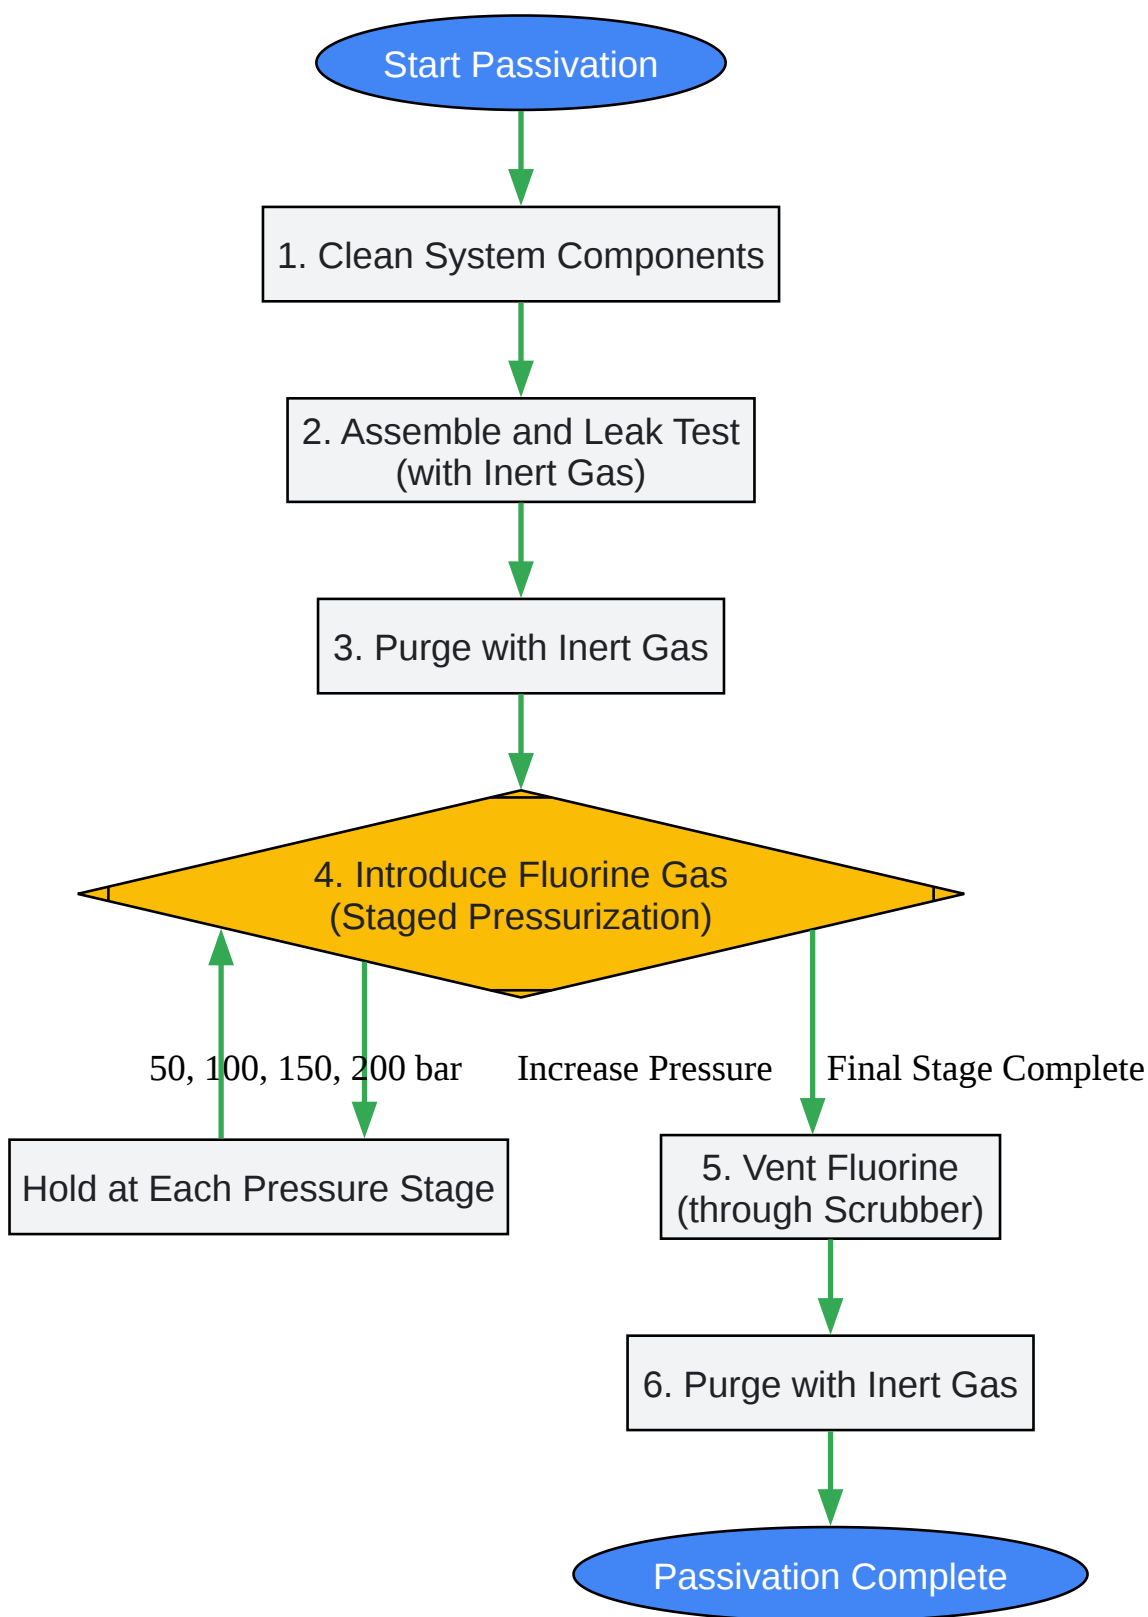 Start Passivation
1. Clean System Components
2. Assemble and Leak Test
(with Inert Gas)
3. Purge with Inert Gas
4. Introduce Fluorine Gas
(Staged Pressurization)
50, 100, 150, 200 bar
Increase Pressure
Final Stage Complete
Hold at Each Pressure Stage
5. Vent Fluorine
(through Scrubber)
6. Purge with Inert Gas
Passivation Complete